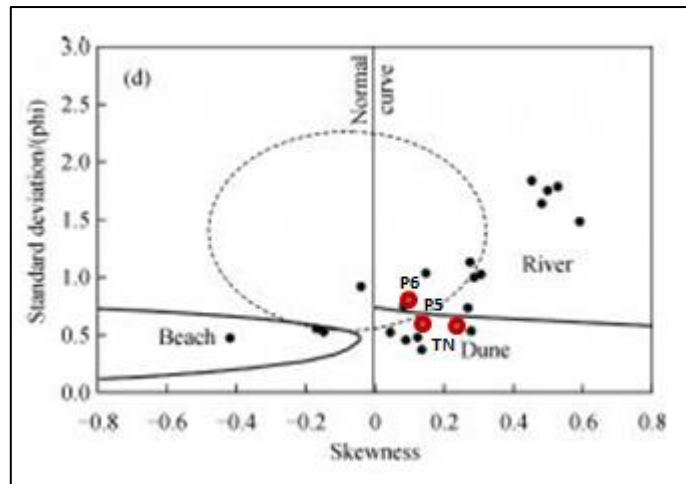 3.0
(d)
Normal curve
2.5
2.0
1.5
1.0
0.5
0.0
Standard deviation/(phi)
River
P6
P5
Beach
TN
Dune
−0.8 −0.6 −0.4 −0.2 0 0.2 0.4 0.6 0.8
Skewness